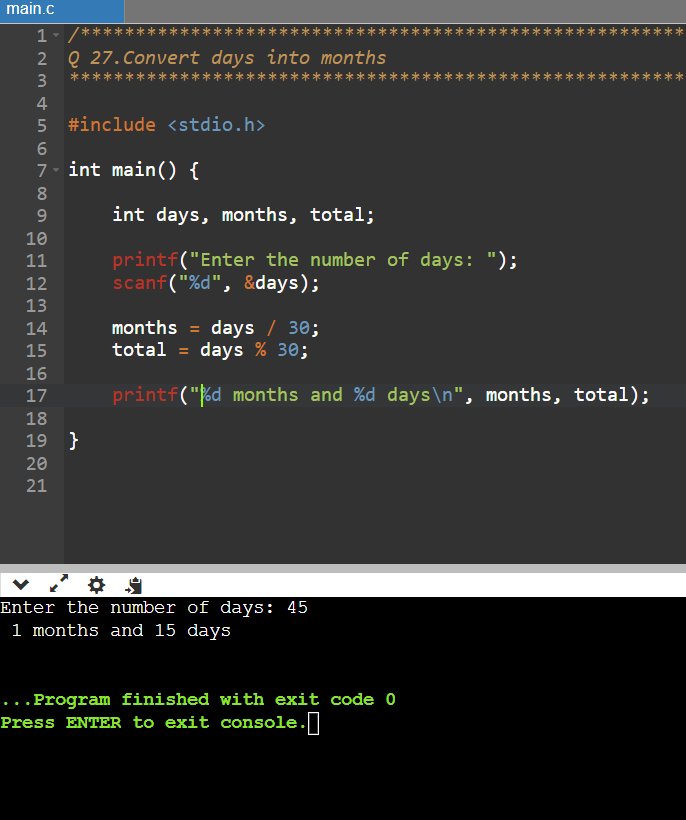 main.c
1 /********************************************************
2 Q 27.Convert days into months
3 *********************************************************
4
5 #include <stdio.h>
6
7 int main() {
8
9     int days, months, total;
10
11     printf("Enter the number of days: ");
12     scanf("%d", &days);
13
14     months = days / 30;
15     total = days % 30;
16
17     printf("%d months and %d days\n", months, total);
18
19 }
20
21
Enter the number of days: 45
 1 months and 15 days
...Program finished with exit code 0
Press ENTER to exit console.